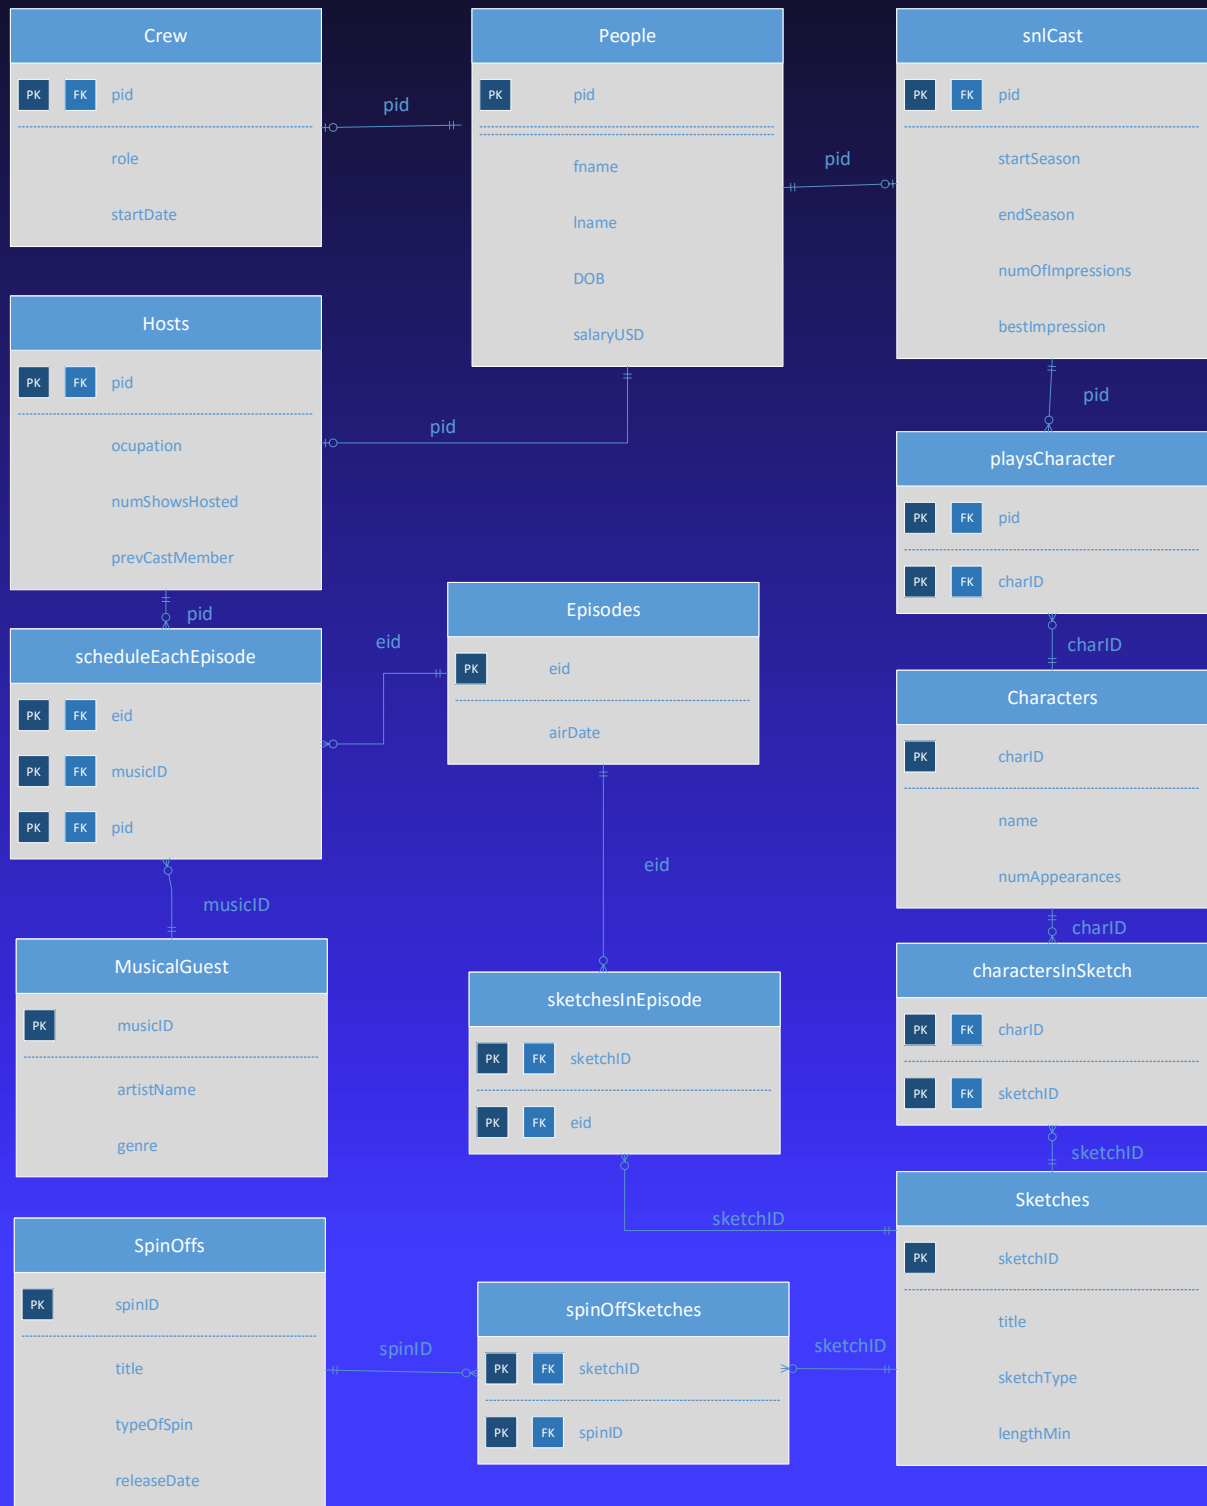 Crew
PK FK pid
role
startDate
pid
People
PK pid
fname
lname
DOB
salaryUSD
pid
snlCast
PK FK pid
startSeason
endSeason
numOfImpressions
bestImpression
Hosts
PK FK pid
ocupation
numShowsHosted
prevCastMember
pid
pid
playsCharacter
PK FK pid
PK FK charID
pid
scheduleEachEpisode
PK FK eid
PK FK musicID
PK FK pid
eid
Episodes
PK eid
airDate
charID
Characters
PK charID
name
numAppearances
musicID
eid
charID
MusicalGuest
PK musicID
artistName
genre
sketchesInEpisode
PK FK sketchID
PK FK eid
charactersInSketch
PK FK charID
PK FK sketchID
sketchID
sketchID
Sketches
PK sketchID
title
sketchType
lengthMin
SpinOffs
PK spinID
title
typeOfSpin
releaseDate
spinID
spinOffSketches
PK FK sketchID
PK FK spinID
sketchID